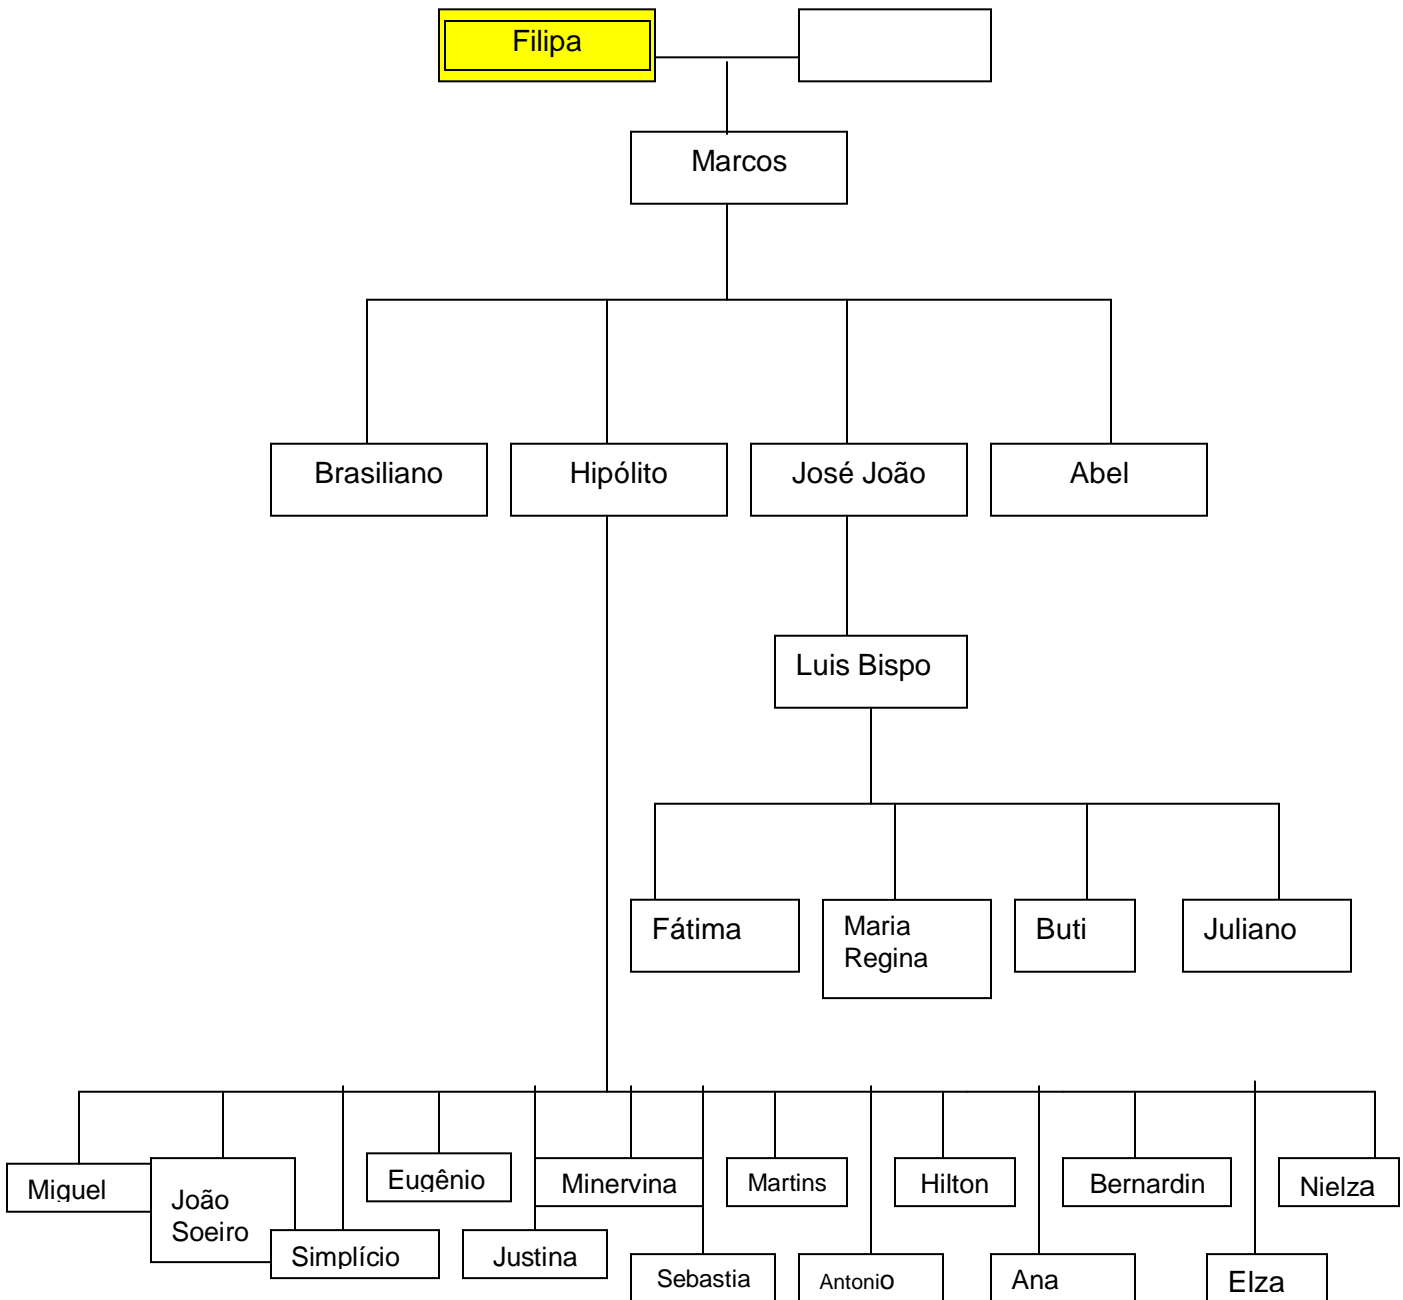 Filipa
Marcos
Brasiliano
Hipólito
José João
Abel
Luis Bispo
Fátima
Maria
Regina
Buti
Juliano
Miguel
João
Soeiro
Simplício
Eugênio
Justina
Minervina
Sebastia
Martins
Antonio
Hilton
Ana
Bernardin
Elza
Nielza